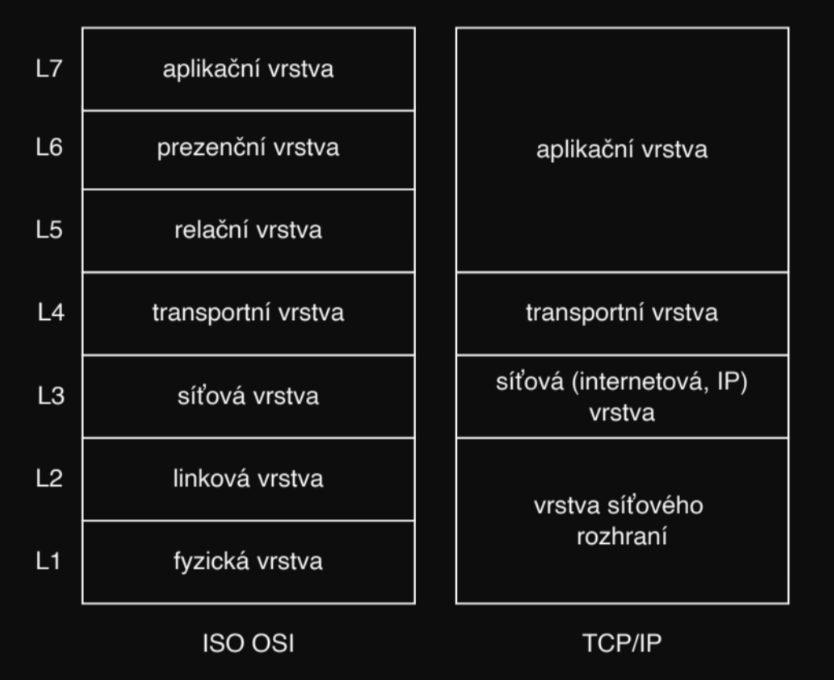 L7
aplikační vrstva
L6
prezenční vrstva
aplikační vrstva
L5
relační vrstva
L4
transportní vrstva
transportní vrstva
L3
síťová vrstva
síťová (internetová, IP)
vrstva
L2
linková vrstva
vrstva síťového
rozhraní
L1
fyzická vrstva
ISO OSI
TCP/IP